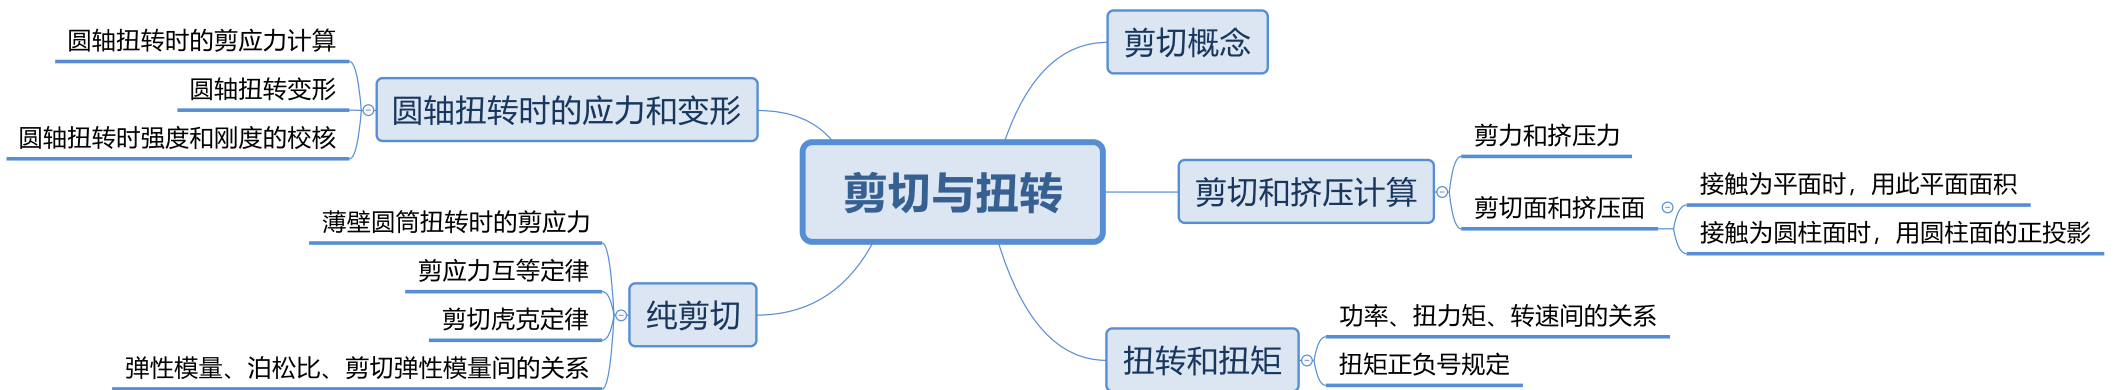 剪切与扭转
剪切概念
剪切和挤压计算
剪力和挤压力
剪切面和挤压面
接触为平面时，用此平面面积
接触为圆柱面时，用圆柱面的正投影
扭转和扭矩
功率、扭力矩、转速间的关系
扭矩正负号规定
圆轴扭转时的应力和变形
圆轴扭转时的剪应力计算
圆轴扭转变形
圆轴扭转时强度和刚度的校核
纯剪切
薄壁圆筒扭转时的剪应力
剪应力互等定律
剪切虎克定律
弹性模量、泊松比、剪切弹性模量间的关系